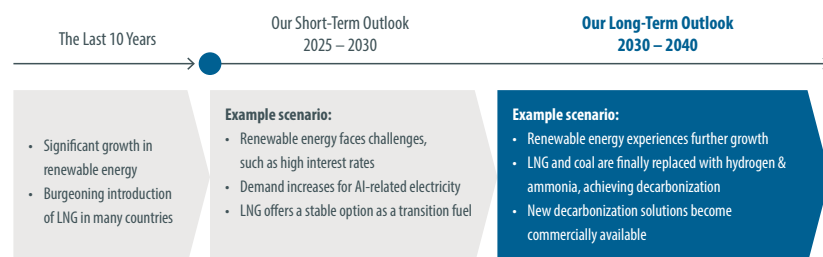 The Last 10 Years
Our Short-Term Outlook
2025 – 2030
Our Long-Term Outlook
2030 – 2040
• Significant growth in
renewable energy
• Burgeoning introduction
of LNG in many countries
Example scenario:
• Renewable energy faces challenges,
such as high interest rates
• Demand increases for AI-related electricity
• LNG offers a stable option as a transition fuel
Example scenario:
• Renewable energy experiences further growth
• LNG and coal are finally replaced with hydrogen &
ammonia, achieving decarbonization
• New decarbonization solutions become
commercially available